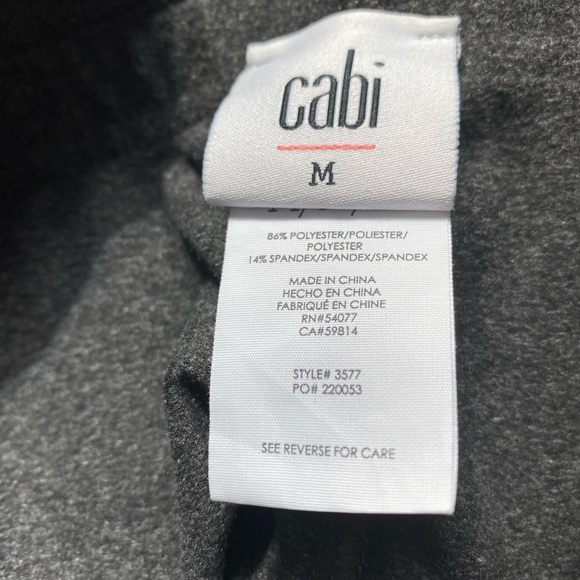 cabi
M
86% POLYESTER/POLIESTER/
POLYESTER
14% SPANDEX/SPANDEX/SPANDEX
MADE IN CHINA
HECHO EN CHINA
FABRIQUÉ EN CHINE
RN#54077
CA#59814
STYLE# 3577
PO# 220053
SEE REVERSE FOR CARE